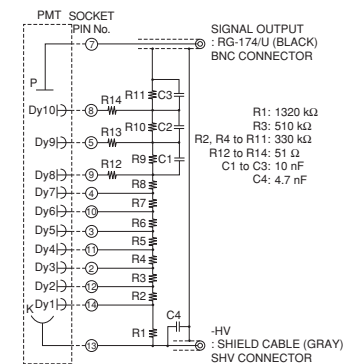 PMT SOCKET
PIN No.
SIGNAL OUTPUT
: RG-174/U (BLACK)
BNC CONNECTOR
7
P
R11 C3
R14
Dy10 8
R10 C2
R13
Dy9 5
R9 C1
R12
Dy8 9
R8
Dy7 4
R7
Dy6 10
R6
Dy5 3
R5
Dy4 11
R4
Dy3 2
R3
Dy2 12
R2
Dy1 14
K
C4
R1
13
R1: 1320 kΩ
R3: 510 kΩ
R2, R4 to R11: 330 kΩ
R12 to R14: 51 Ω
C1 to C3: 10 nF
C4: 4.7 nF
-HV
: SHIELD CABLE (GRAY)
SHV CONNECTOR